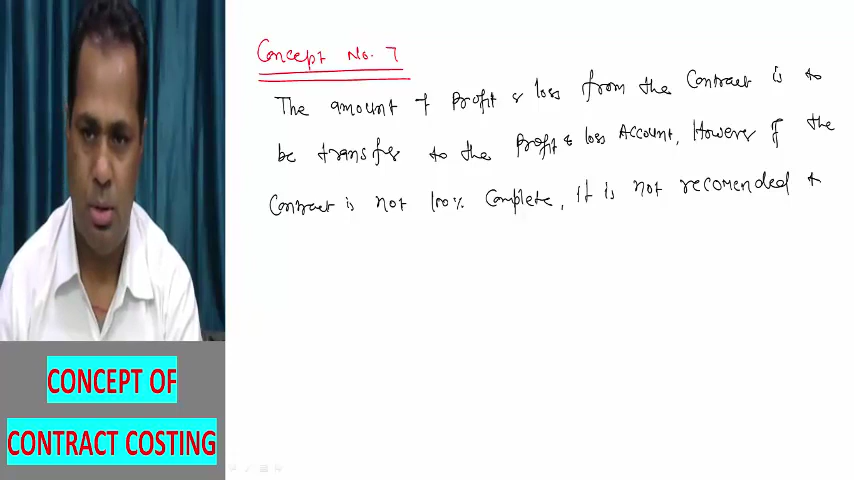 Concept No. 7
The amount of Profit & loss from the Contract is to
be transfer to the Profit & loss Account, However if the
Contract is not 100% Complete, it is not recomended t
CONCEPT OF
CONTRACT COSTING